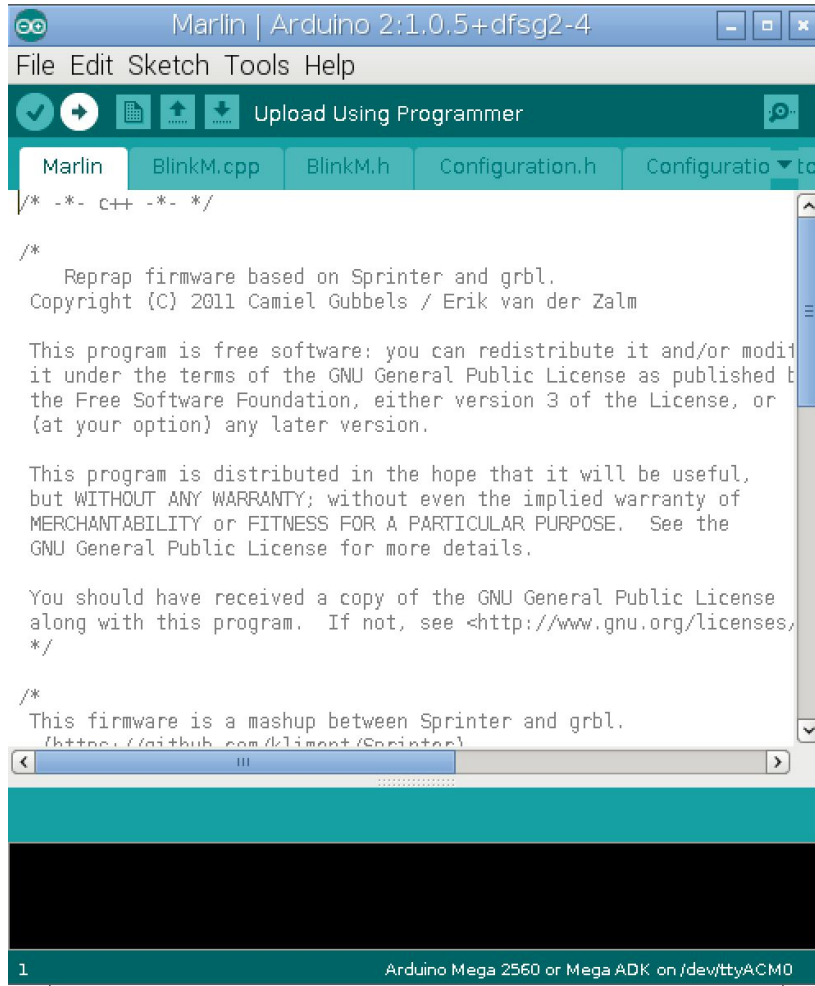 Marlin | Arduino 2:1.0.5+dfsg2-4
File Edit Sketch Tools Help
Upload Using Programmer
Marlin BlinkM.cpp BlinkM.h Configuration.h Configuratio to
/* -*- c++ -*- */
/*
Reprap firmware based on Sprinter and grbl.
Copyright (C) 2011 Camiel Gubbels / Erik van der Zalm
This program is free software: you can redistribute it and/or modif
it under the terms of the GNU General Public License as published b
the Free Software Foundation, either version 3 of the License, or
(at your option) any later version.
This program is distributed in the hope that it will be useful,
but WITHOUT ANY WARRANTY; without even the implied warranty of
MERCHANTABILITY or FITNESS FOR A PARTICULAR PURPOSE. See the
GNU General Public License for more details.
You should have received a copy of the GNU General Public License
along with this program. If not, see <http://www.gnu.org/licenses/
*/
/*
This firmware is a mashup between Sprinter and grbl.
(https://github.com/kliment/Sprinter)
1 Arduino Mega 2560 or Mega ADK on /dev/ttyACM0